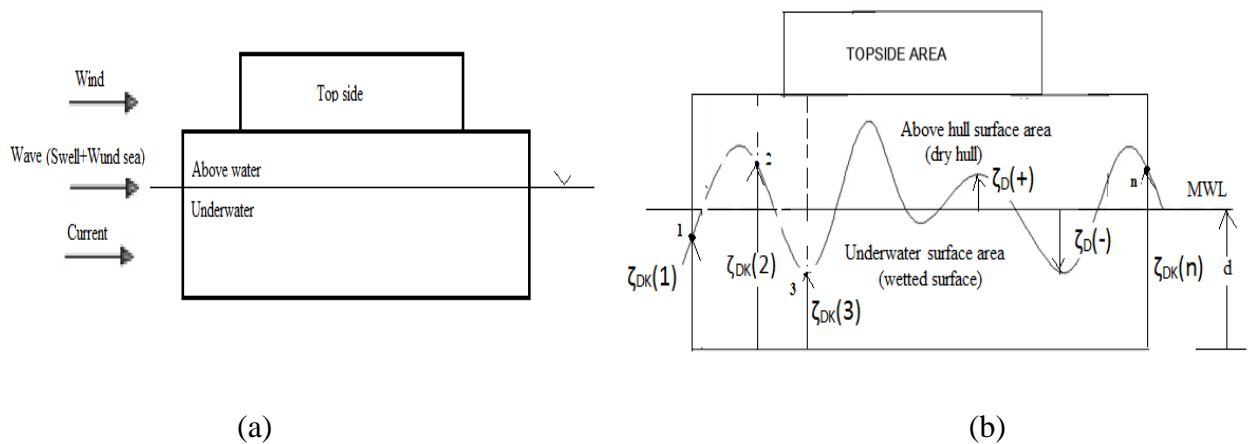 Wind
Top side
Wave (Swell+Wund sea)
Above water
Underwater
Current
(a)
TOPSIDE AREA
Above hull surface area
(dry hull)
2
ζD(+)
n
MWL
1
ζD(-)
Underwater surface area
(wetted surface)
ζDK(1)
ζDK(2)
3
ζDK(3)
ζDK(n)
d
(b)